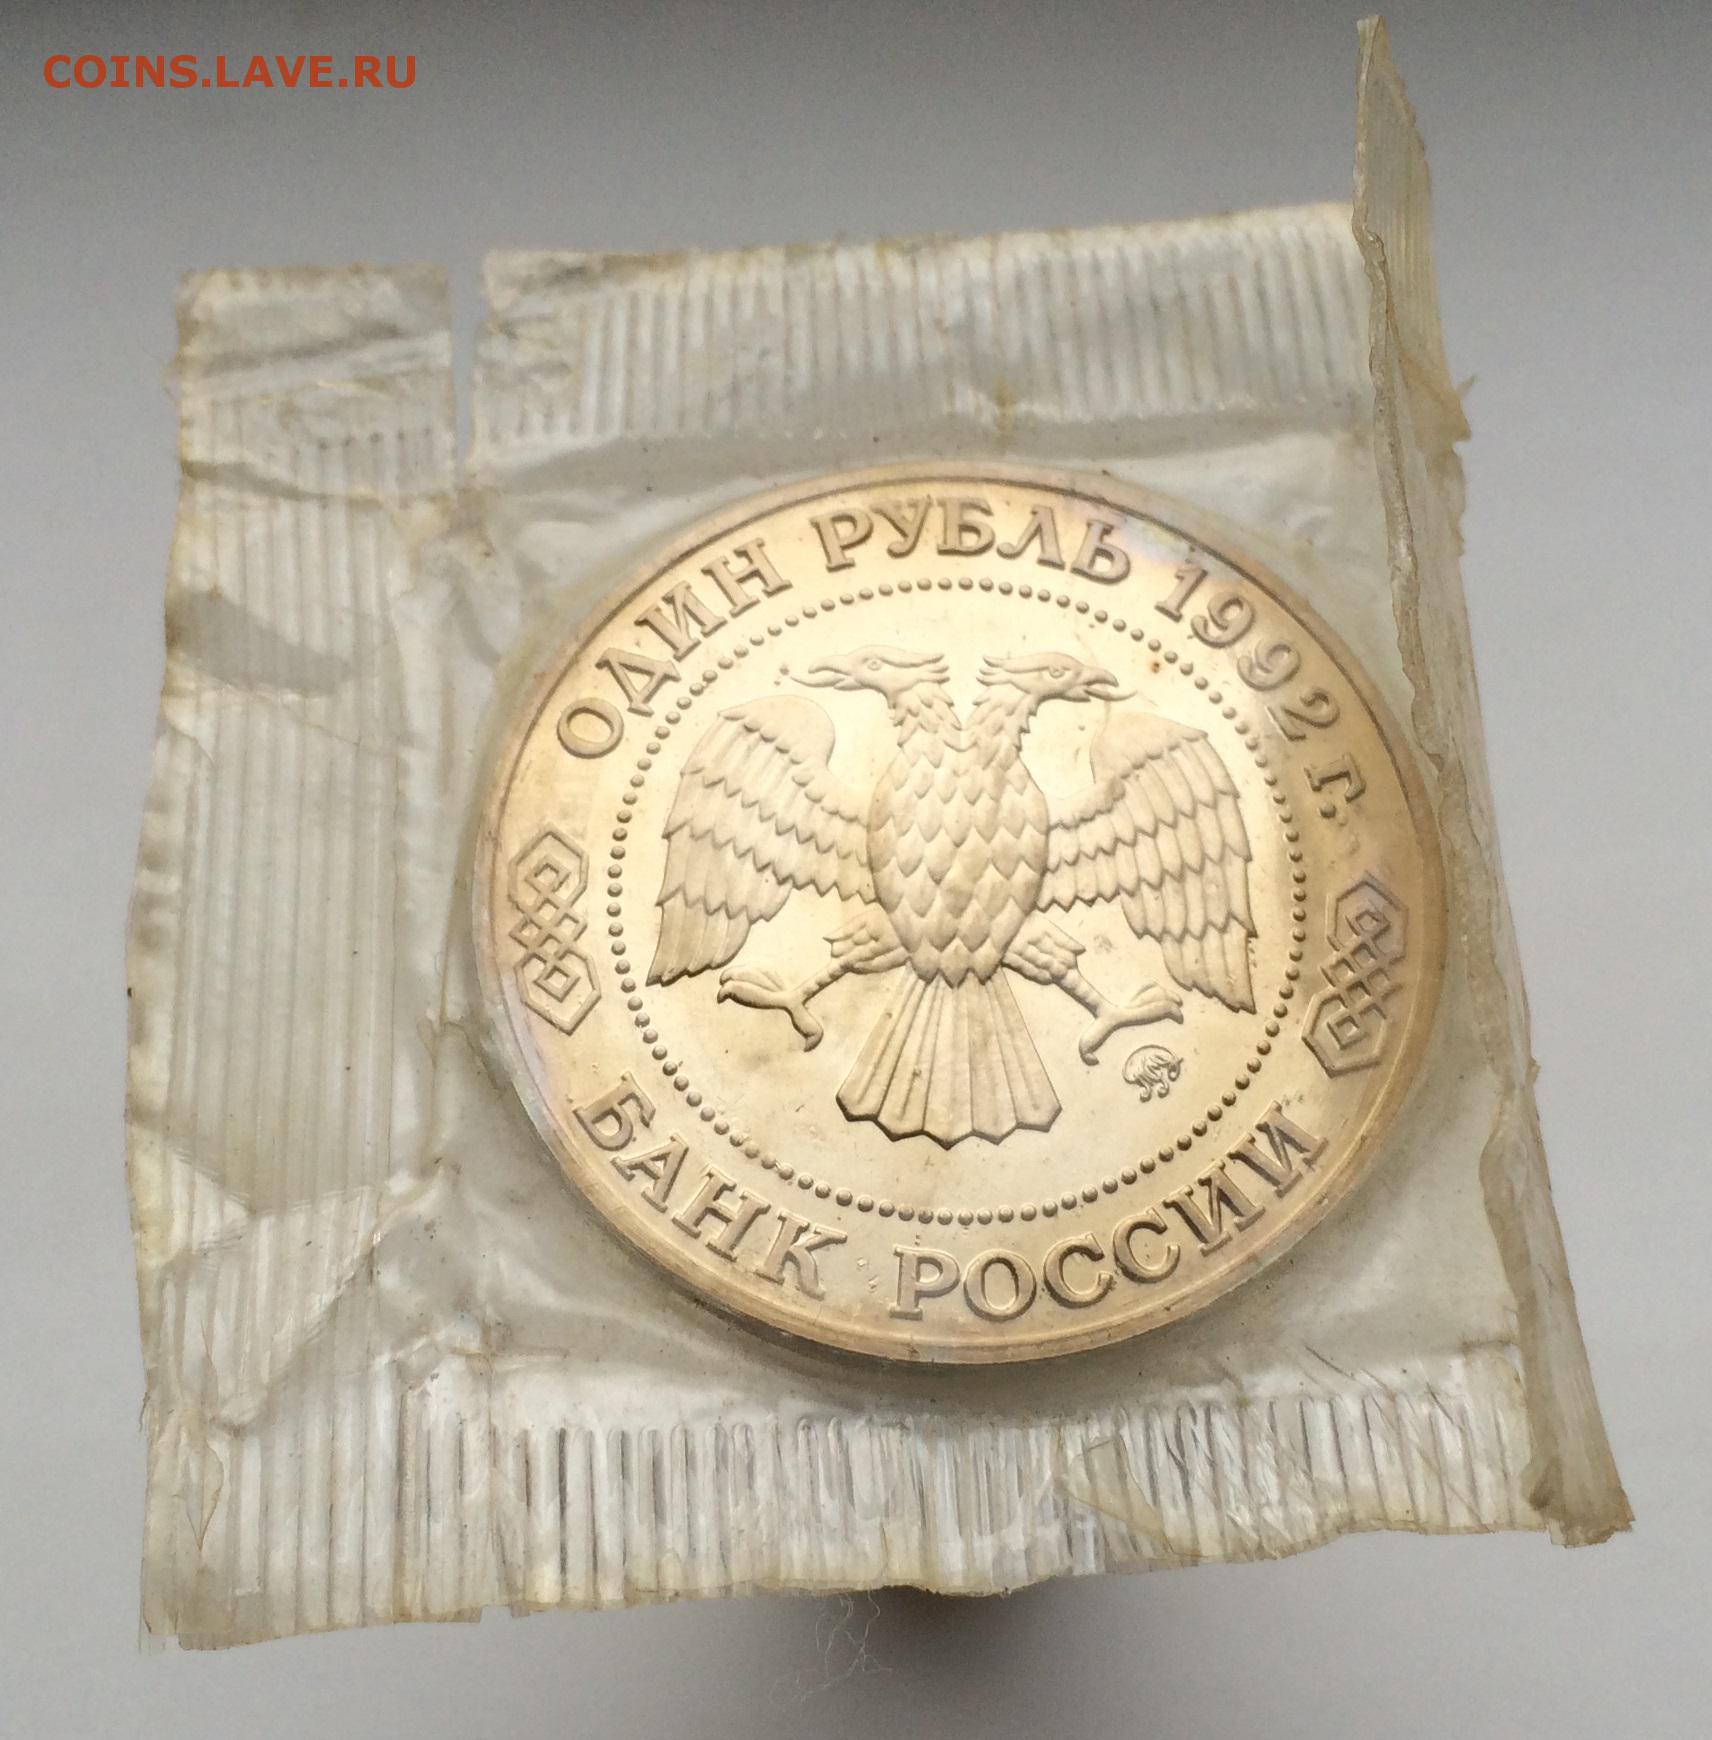 COINS.LAVE.RU
ОДИН РУБЛЬ 1992 Г.
БАНК РОССИИ